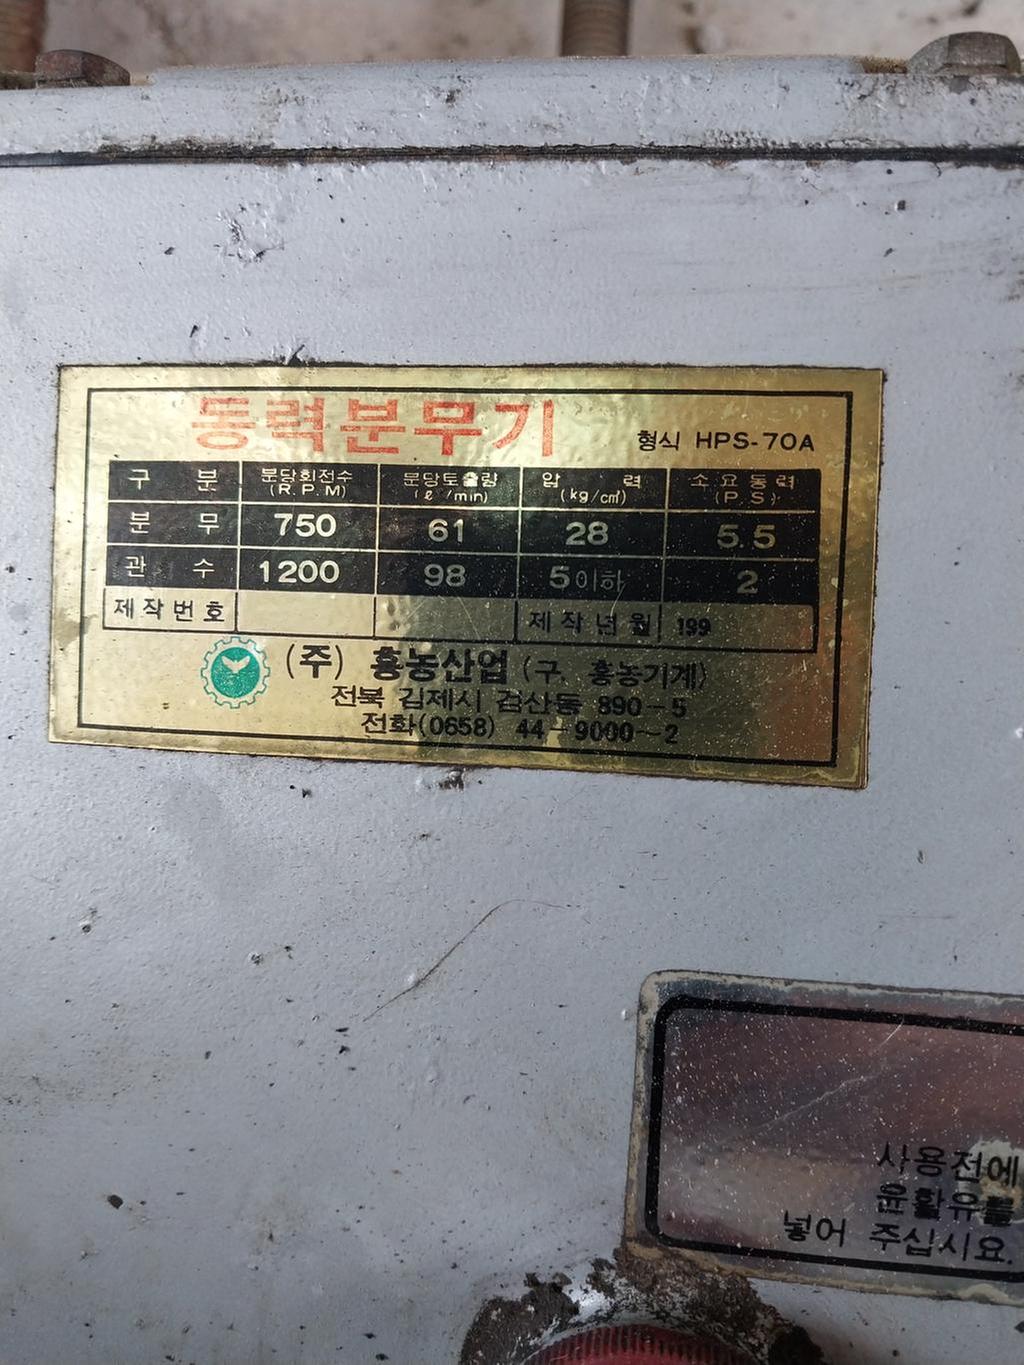 동력분무기
형식 HPS-70A
구 분 분당회전수 (R.P.M) 분당토출량 (ℓ/min) 압 력 (kg/㎠) 소요동력 (P.S)
분 무 750 61 28 5.5
관 수 1200 98 5이하 2
제작번호 제작년월 199
(주) 흥농산업 (구. 흥농기계)
전북 김제시 검산동 890-5
전화(0658) 44-9000~2
사용전에
윤활유를
넣어 주십시요.